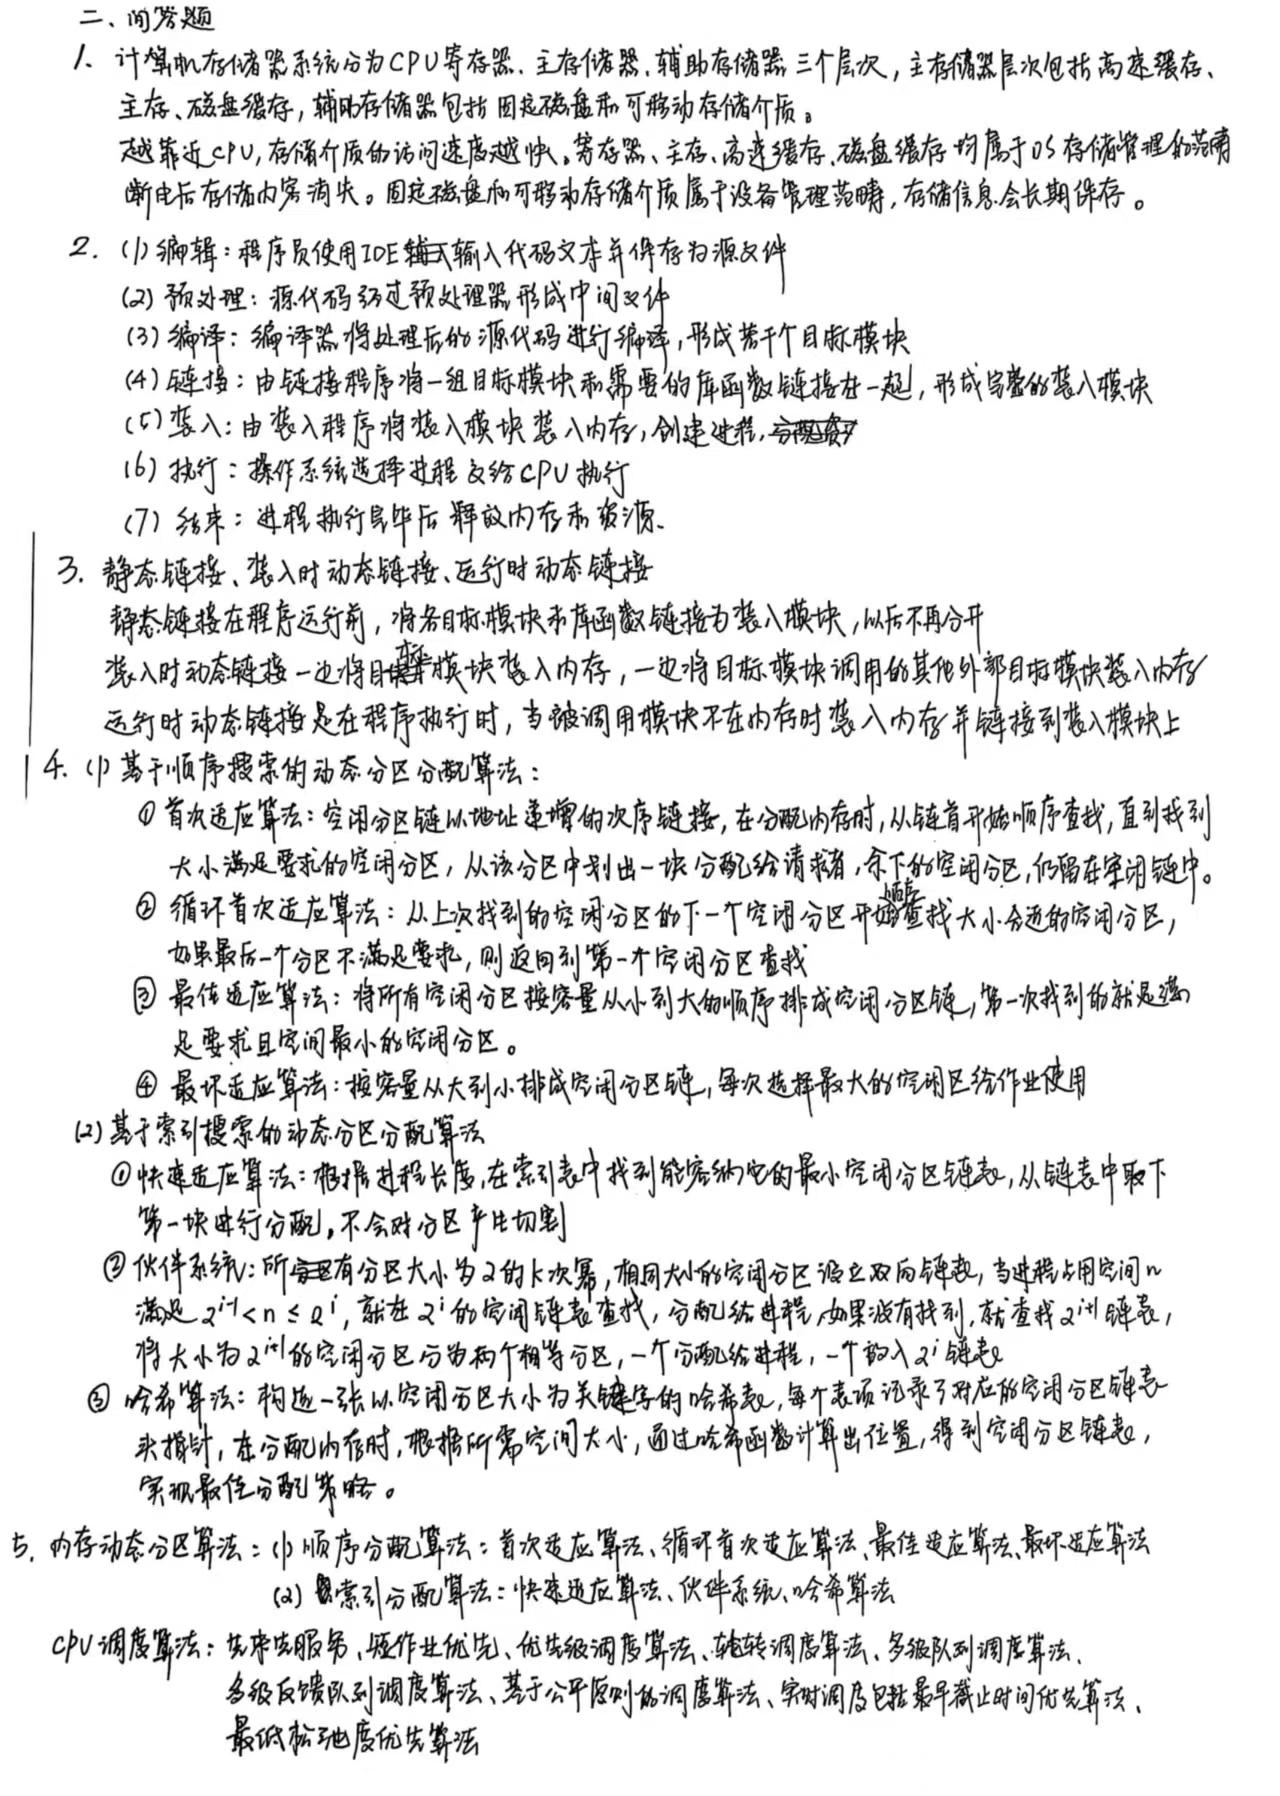 二、问答题
1、计算机存储器系统分为CPU寄存器、主存储器、辅助存储器三个层次，主存储器层次包括高速缓存、
主存、磁盘缓存，辅助存储器包括固定磁盘和可移动存储介质。
越靠近CPU，存储介质的访问速度越快。寄存器、主存、高速缓存、磁盘缓存均属于OS存储管理的范畴
断电后存储内容消失。固定磁盘和可移动存储介质属于设备管理范畴，存储信息会长期保存。
2. (1)编辑：程序员使用IDE输入代码文本并保存为源文件
(2)预处理：源代码经过预处理器形成中间文件
(3)编译：编译器将处理后的源代码进行编译，形成若干个目标模块
(4)链接：由链接程序将一组目标模块和需要的库函数链接在一起，形成完整的装入模块
(5)装入：由装入程序将装入模块装入内存，创建进程，
(6)执行：操作系统选择进程交给CPU执行
(7)结束：进程执行完毕后释放内存和资源、
3. 静态链接、装入时动态链接、运行时动态链接
静态链接在程序运行前，将各目标模块和库函数链接为装入模块，以后不再分开
装入时动态链接一边将目标模块装入内存，一边将目标模块调用的其他外部目标模块装入内存
运行时动态链接是在程序执行时，当被调用模块不在内存时装入内存并链接到装入模块上
4. (1)基于顺序搜索的动态分区分配算法：
①首次适应算法：空闲分区链以地址递增的次序链接，在分配内存时，从链首开始顺序查找，直到找到
大小满足要求的空闲分区，从该分区中划出一块分配给请求者，余下的空闲分区，仍留在空闲链中。
②循环首次适应算法：从上次找到的空闲分区的下一个空闲分区开始顺序查找大小合适的空闲分区，
如果最后一个分区不满足要求，则返回到第一个空闲分区查找
③最佳适应算法：将所有空闲分区按容量从小到大的顺序排成空闲分区链，第一次找到的就是满
足要求且空间最小的空闲分区。
④最坏适应算法：按容量从大到小排成空闲分区链，每次选择最大的空闲区给作业使用
(2)基于索引搜索的动态分区分配算法
①快速适应算法：根据进程长度，在索引表中找到能容纳它的最小空闲分区链表，从链表中取下
第一块进行分配，不会对分区产生切割
②伙伴系统：所有分区大小为2的k次幂，相同大小的空闲分区设立双向链表，当进程占用空间n
满足 2^{i-1}<n≤2^i，就在2^i的空闲链表查找，分配给进程，如果没有找到，就查找2^{i+1}链表，
将大小为2^{i+1}的空闲分区分为两个相等分区，一个分配给进程，一个放入2^i链表
③哈希算法：构造一张以空闲分区大小为关键字的哈希表，每个表项记录了对应的空闲分区链表
头指针，在分配内存时，根据所需空间大小，通过哈希函数计算出位置，得到空闲分区链表，
实现最佳分配策略。
5. 内存动态分区算法：(1)顺序分配算法：首次适应算法、循环首次适应算法、最佳适应算法、最坏适应算法
(2)索引分配算法：快速适应算法、伙伴系统、哈希算法
CPU调度算法：先来先服务、短作业优先、优先级调度算法、轮转调度算法、多级队列调度算法、
多级反馈队列调度算法、基于公平原则的调度算法、实时调度包括最早截止时间优先算法、
最低松弛度优先算法